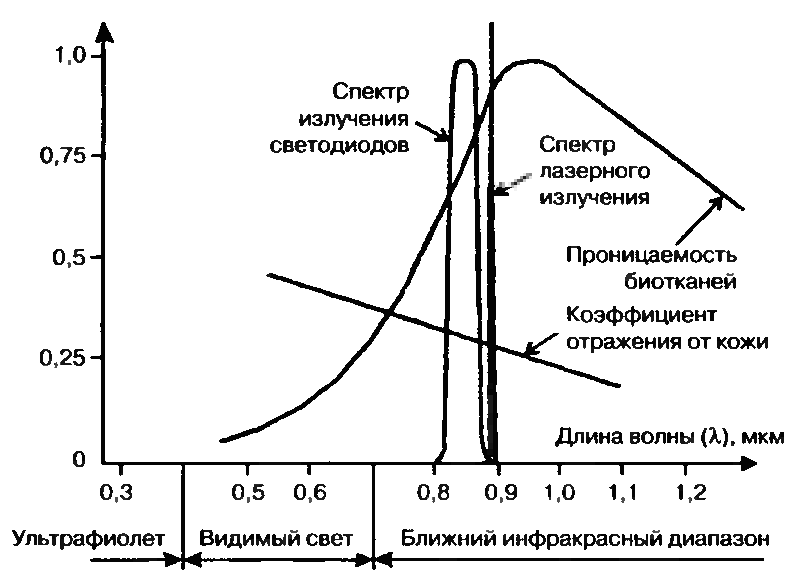 1,0
0,75
0,5
0,25
0
Спектр
излучения
светодиодов
Спектр
лазерного
излучения
Проницаемость
биотканей
Коэффициент
отражения от кожи
Длина волны (λ), мкм
0,3 0,5 0,6 0,8 0,9 1,0 1,1 1,2
Ультрафиолет Видимый свет Ближний инфракрасный диапазон